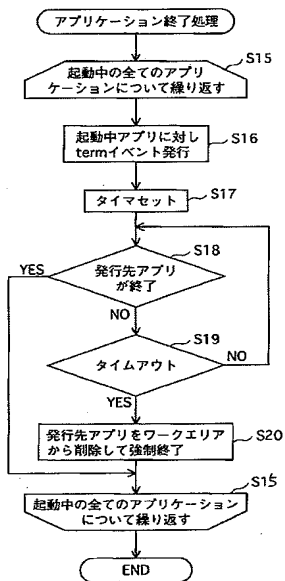 アプリケーション終了処理
S15
起動中の全てのアプリ
ケーションについて繰り返す
起動中アプリに対し
termイベント発行
S16
タイマセット
S17
S18
YES
発行先アプリ
が終了
NO
S19
タイムアウト
NO
YES
発行先アプリをワークエリア
から削除して強制終了
S20
S15
起動中の全てのアプリケーション
について繰り返す
END